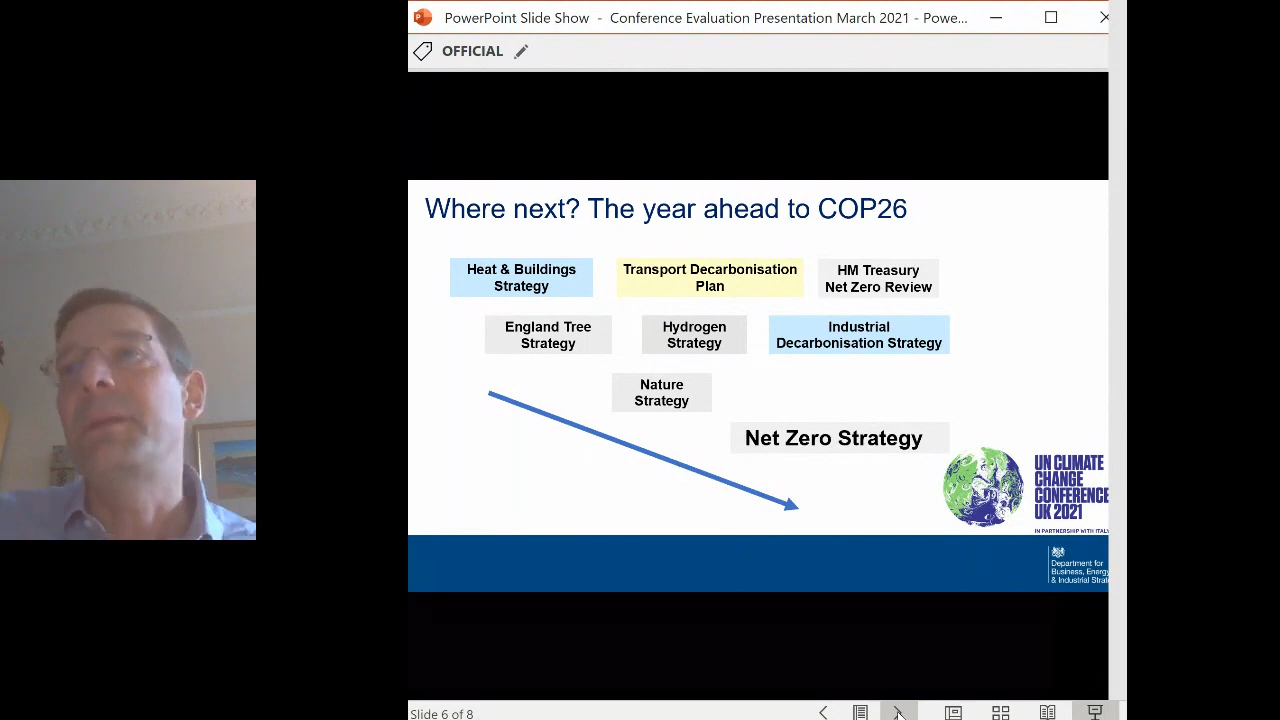 PowerPoint Slide Show - Conference Evaluation Presentation March 2021 - Powe...
OFFICIAL
Where next? The year ahead to COP26
Heat & Buildings
Strategy
Transport Decarbonisation
Plan
HM Treasury
Net Zero Review
England Tree
Strategy
Hydrogen
Strategy
Industrial
Decarbonisation Strategy
Nature
Strategy
Net Zero Strategy
UN CLIMATE
CHANGE
CONFERENCE
UK 2021
IN PARTNERSHIP WITH ITAL
Department for
Business, Energy
& Industrial Strate
Slide 6 of 8